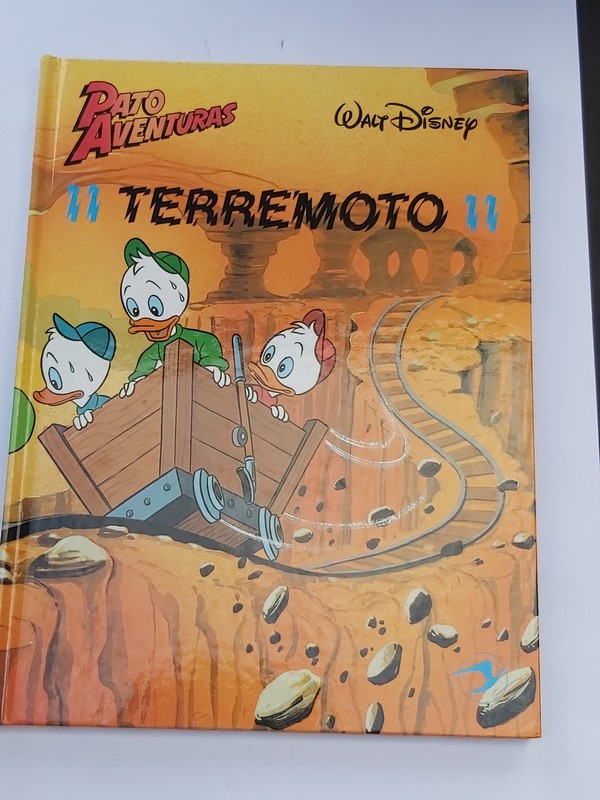 PATO
AVENTURAS
WALT DISNEY
TERREMOTO